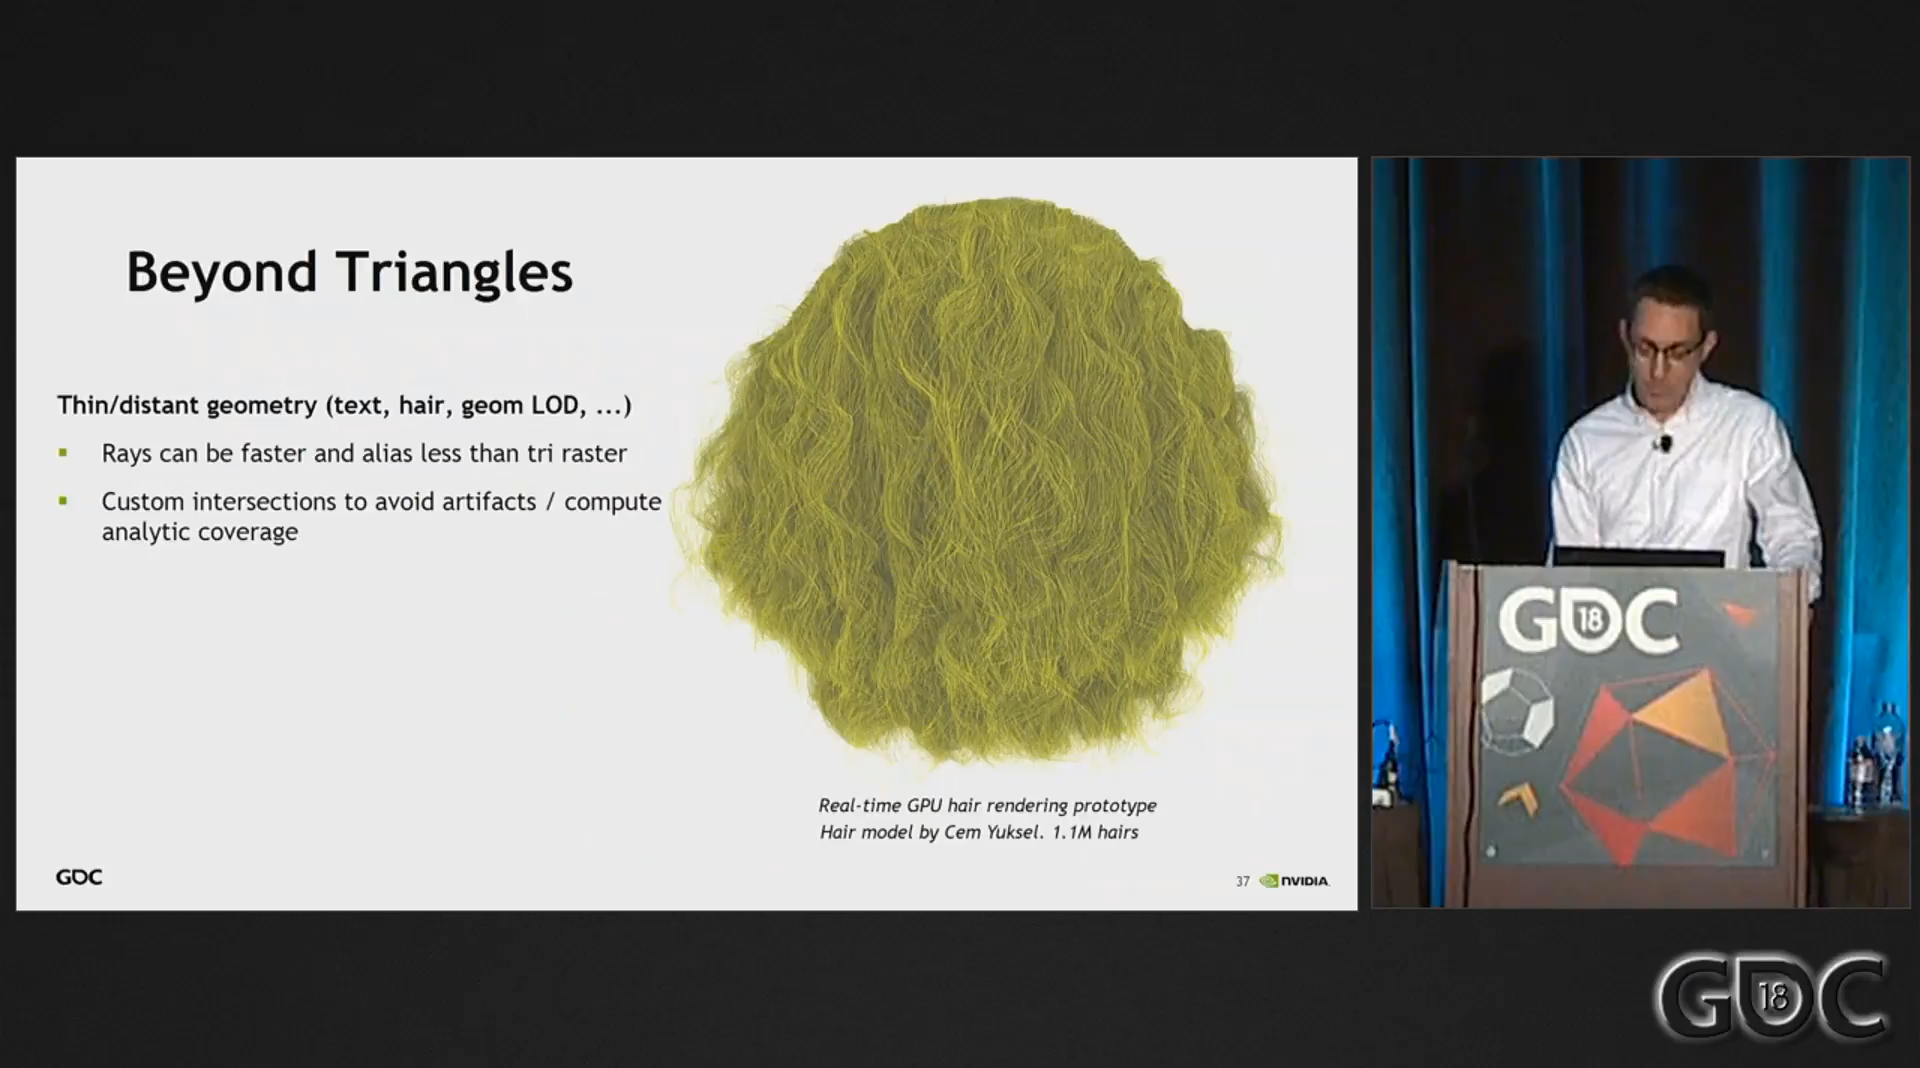 Beyond Triangles
Thin/distant geometry (text, hair, geom LOD, ...)
Rays can be faster and alias less than tri raster
Custom intersections to avoid artifacts / compute
analytic coverage
Real-time GPU hair rendering prototype
Hair model by Cem Yuksel. 1.1M hairs
GDC
37 NVIDIA.
GDC 18
GDC 18